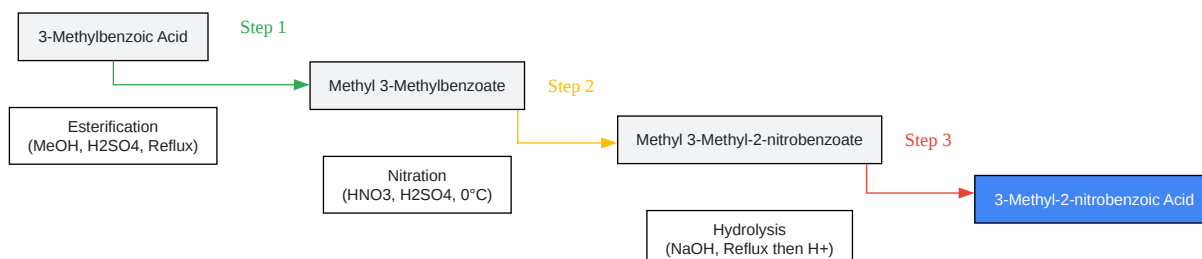 3-Methylbenzoic Acid
Step 1
Esterification
(MeOH, H2SO4, Reflux)
Methyl 3-Methylbenzoate
Step 2
Nitration
(HNO3, H2SO4, 0°C)
Methyl 3-Methyl-2-nitrobenzoate
Step 3
Hydrolysis
(NaOH, Reflux then H+)
3-Methyl-2-nitrobenzoic Acid